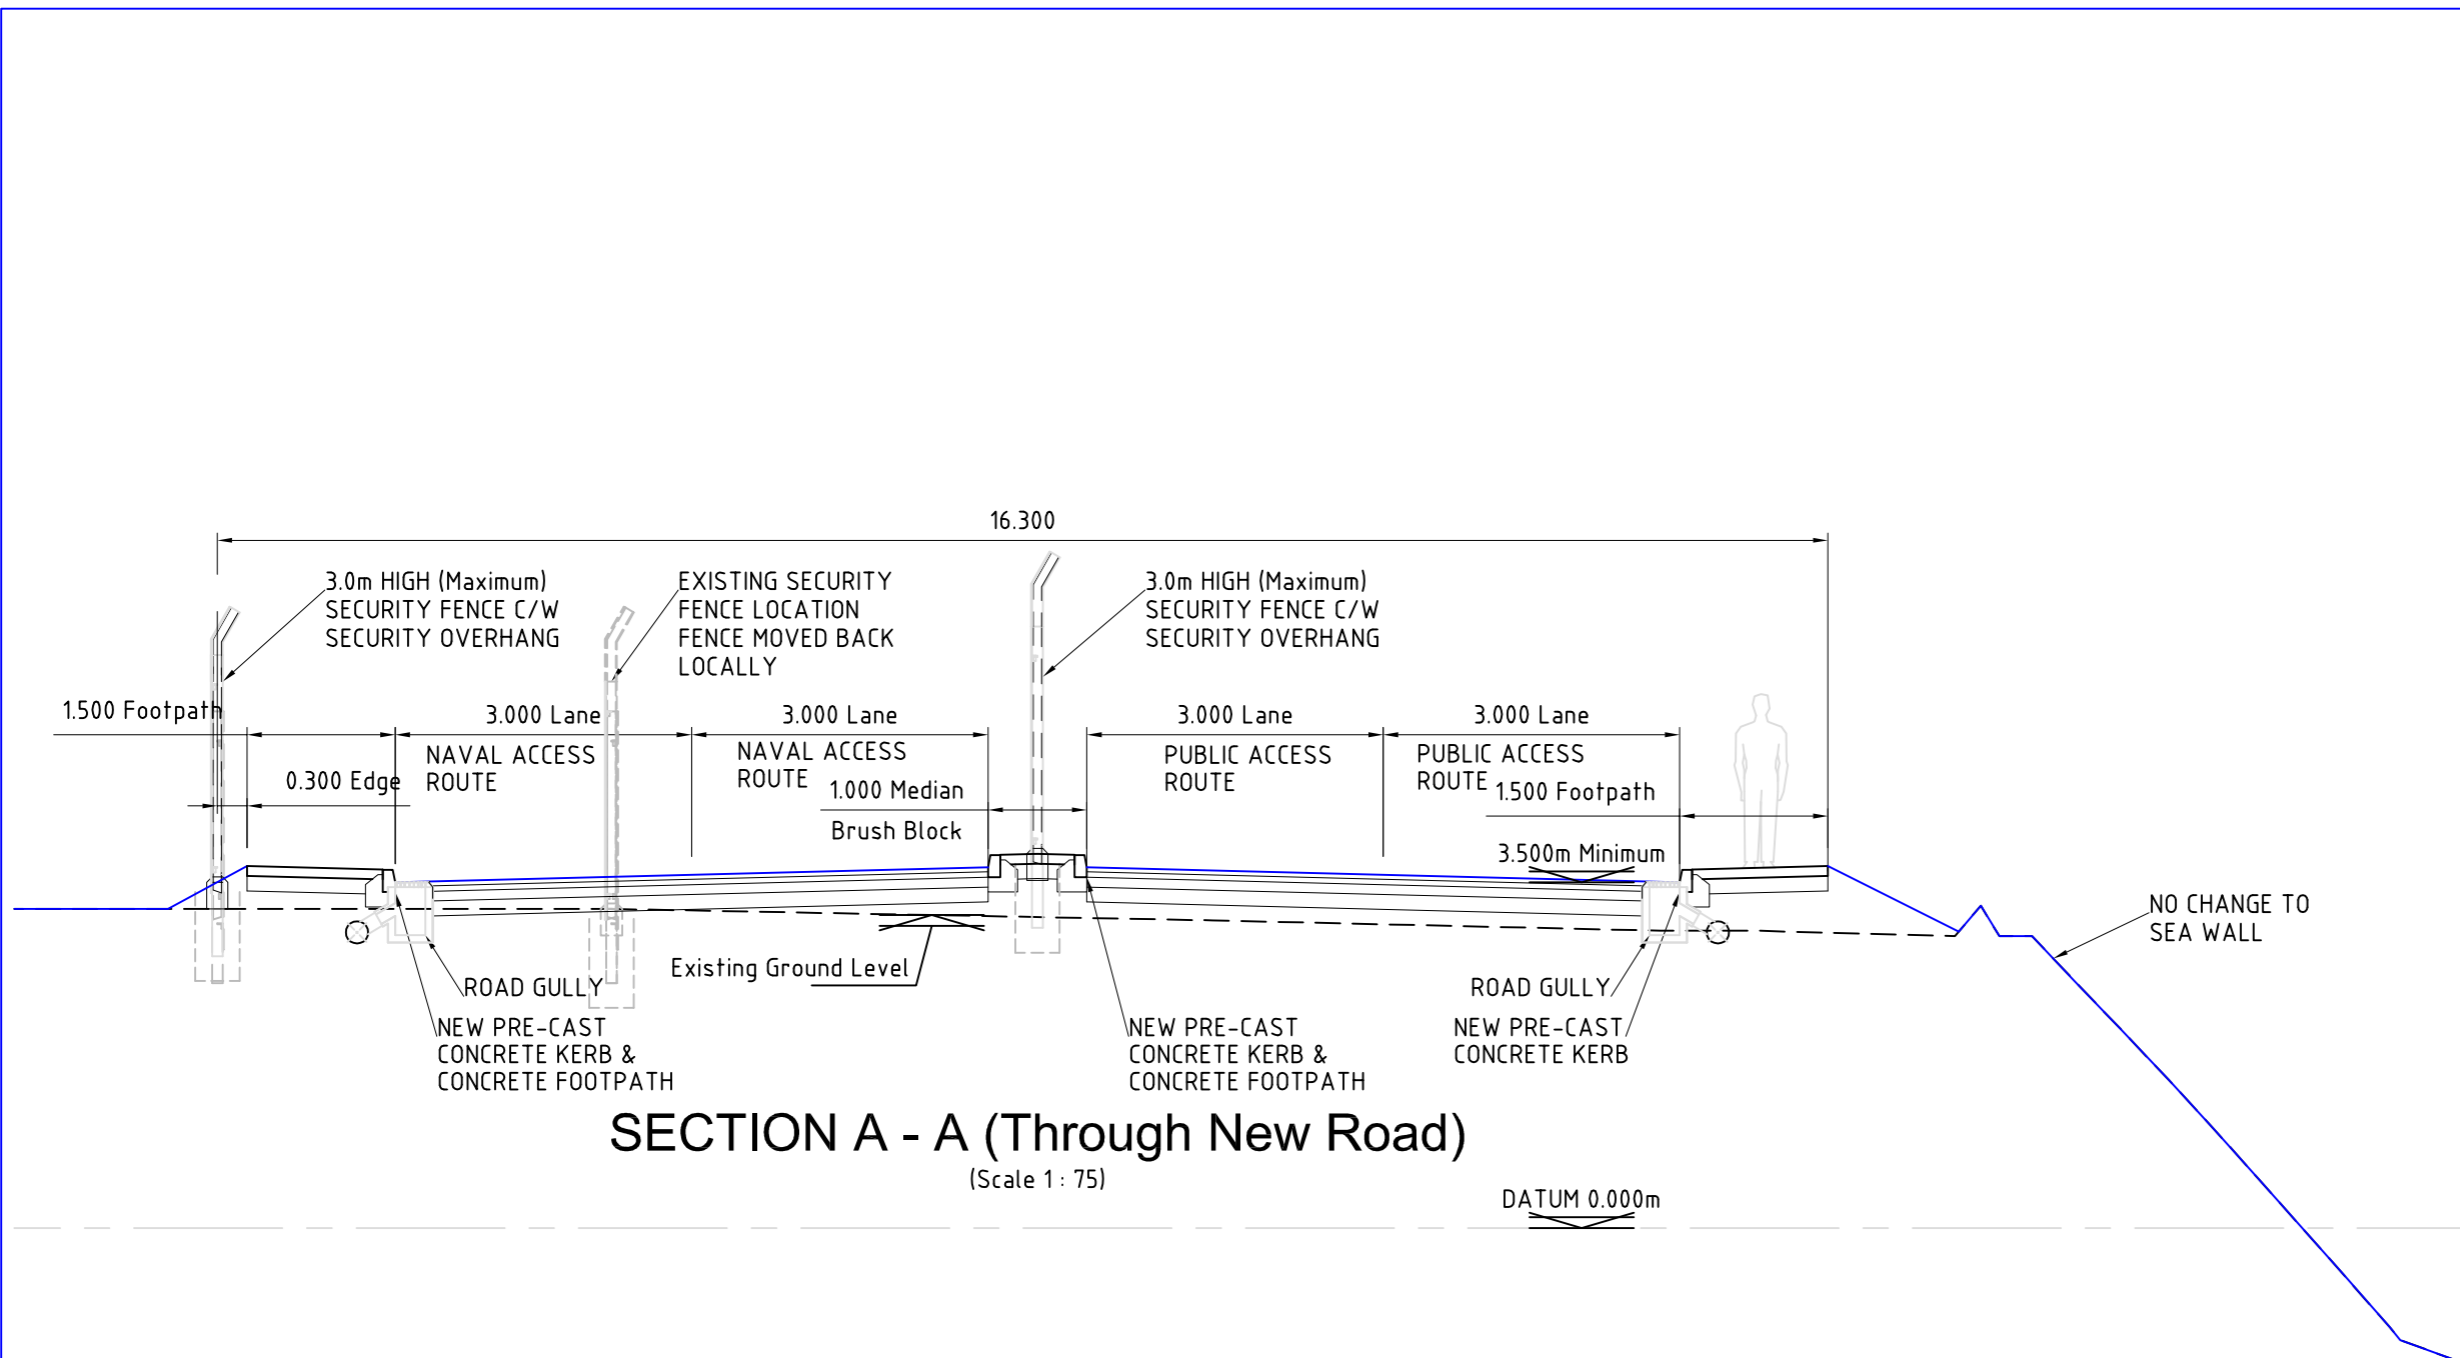 16.300
3.0m HIGH (Maximum)
SECURITY FENCE C/W
SECURITY OVERHANG
EXISTING SECURITY
FENCE LOCATION
FENCE MOVED BACK
LOCALLY
3.0m HIGH (Maximum)
SECURITY FENCE C/W
SECURITY OVERHANG
1.500 Footpath
3.000 Lane
3.000 Lane
3.000 Lane
3.000 Lane
NAVAL ACCESS
ROUTE
NAVAL ACCESS
ROUTE
PUBLIC ACCESS
ROUTE
PUBLIC ACCESS
ROUTE
0.300 Edge
1.000 Median
Brush Block
1.500 Footpath
3.500m Minimum
NO CHANGE TO
SEA WALL
Existing Ground Level
ROAD GULLY
ROAD GULLY
NEW PRE-CAST
CONCRETE KERB &
CONCRETE FOOTPATH
NEW PRE-CAST
CONCRETE KERB &
CONCRETE FOOTPATH
NEW PRE-CAST
CONCRETE KERB
SECTION A - A (Through New Road)
(Scale 1 : 75)
DATUM 0.000m